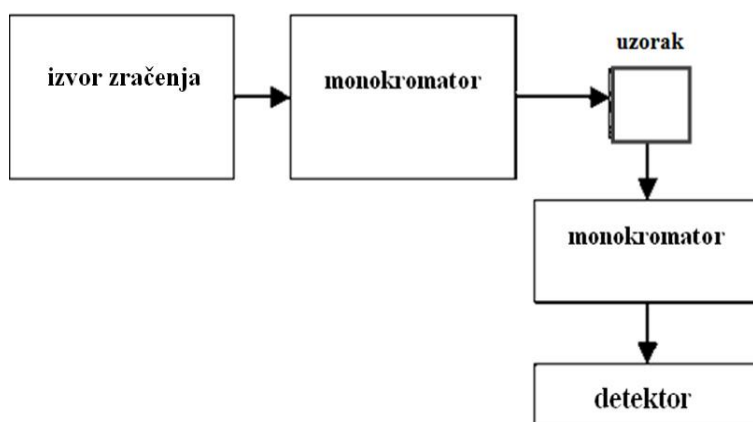 izvor zračenja
monokromator
uzorak
monokromator
detektor